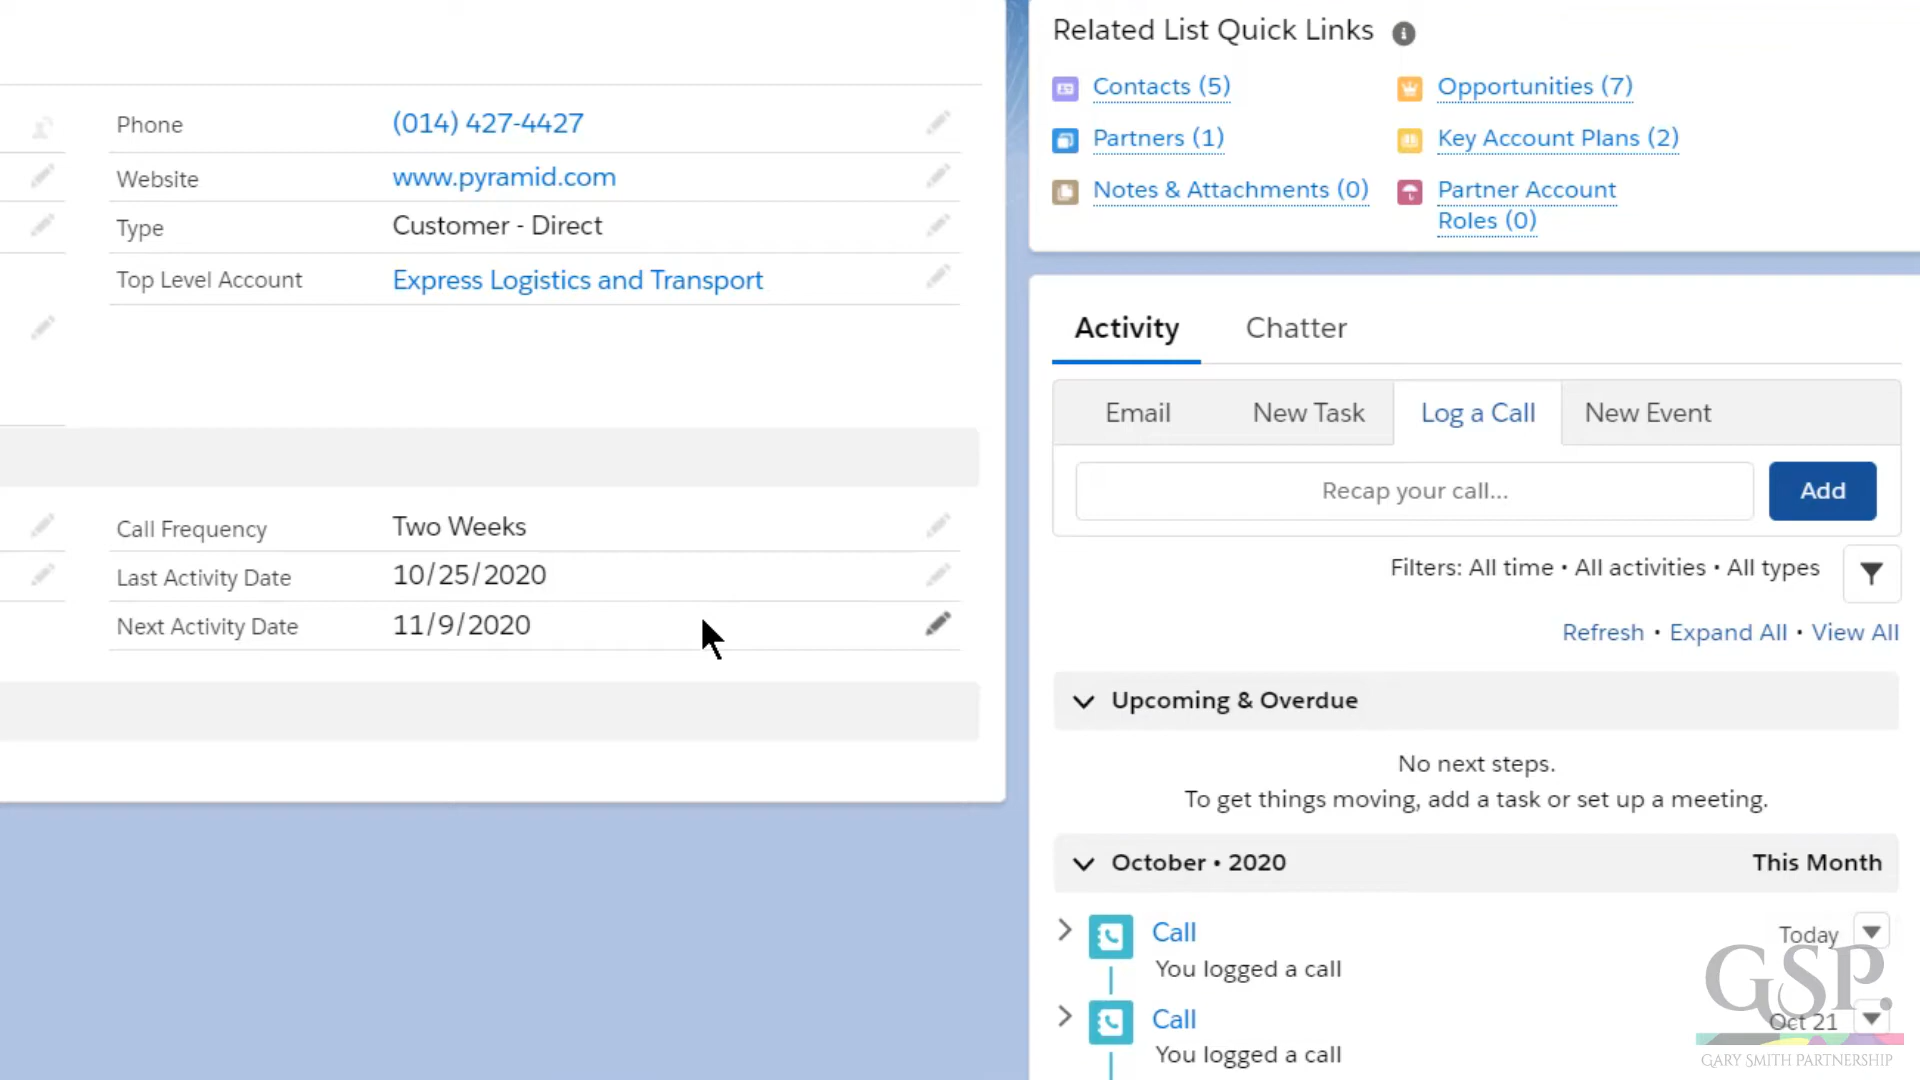 Phone (014) 427-4427
Website www.pyramid.com
Type Customer - Direct
Top Level Account Express Logistics and Transport
Call Frequency Two Weeks
Last Activity Date 10/25/2020
Next Activity Date 11/9/2020
Related List Quick Links
Contacts (5) Opportunities (7)
Partners (1) Key Account Plans (2)
Notes & Attachments (0) Partner Account
Roles (0)
Activity Chatter
Email New Task Log a Call New Event
Recap your call... Add
Filters: All time • All activities • All types
Refresh • Expand All • View All
Upcoming & Overdue
No next steps.
To get things moving, add a task or set up a meeting.
October • 2020 This Month
Call Today
You logged a call
Call Oct 21
You logged a call
GSP.
GARY SMITH PARTNERSHIP